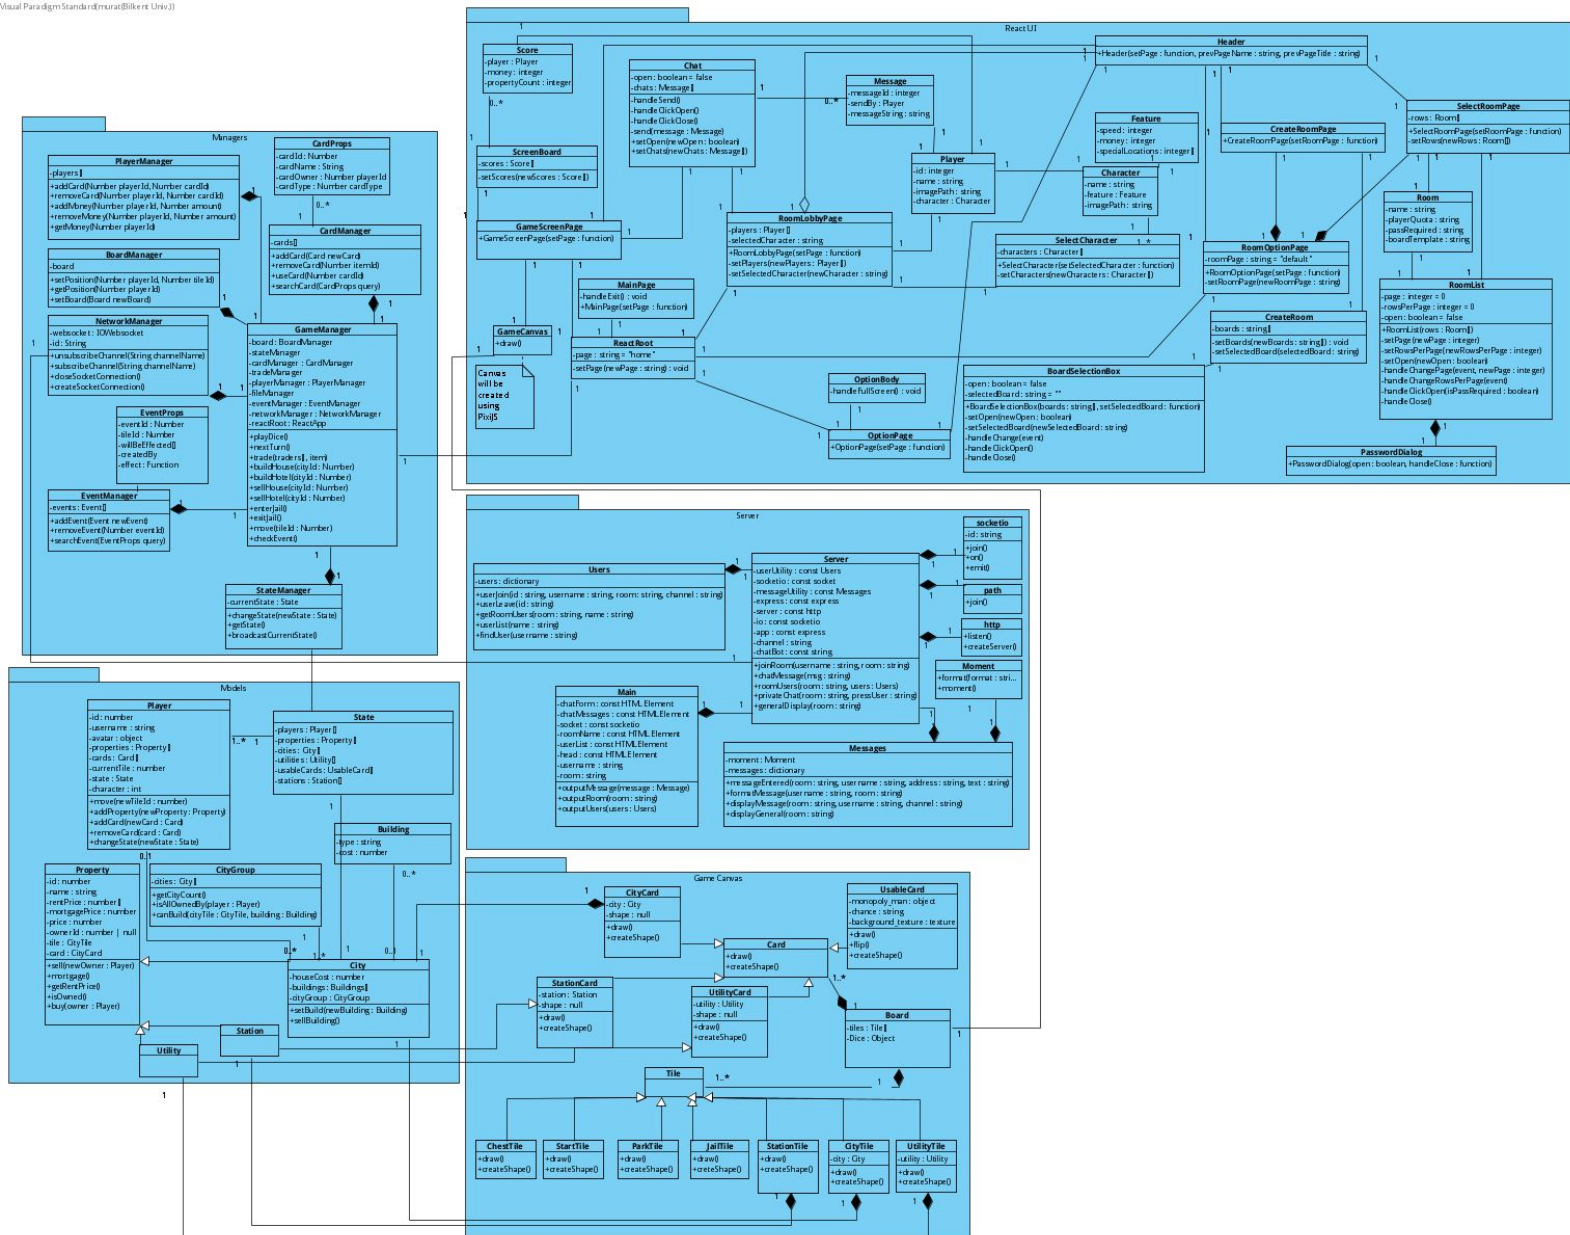 Visual Paradigm Standard(murat(Bilkent Univ.))
Managers
PlayerManager
-players[]
+addCard(Number playerId, Number cardId)
+removeCard(Number playerId, Number cardId)
+addMoney(Number playerId, Number amount)
+removeMoney(Number playerId, Number amount)
+getMoney(Number playerId)
CardProps
-cardId : Number
-cardName : String
-cardOwner : Number playerId
-cardType : Number cardType
CardManager
-cards[]
+addCard(Card newCard)
+removeCard(Number itemId)
+useCard(Number cardId)
+searchCard(CardProps query)
BoardManager
-board
+setPosition(Number playerId, Number tileId)
+getPosition(Number playerId)
+setBoard(Board newBoard)
NetworkManager
-websocket : IOWebsocket
-id : String
+unsubscribeChannel(String channelName)
+subscribeChannel(String channelName)
+closeSocketConnection()
+createSocketConnection()
GameManager
-board : BoardManager
-stateManager
-cardManager : CardManager
-tradeManager
-playerManager : PlayerManager
-fileManager
-eventManager : EventManager
-networkManager : NetworkManager
-reactRoot : ReactApp
+playDice()
+nextTurn()
+trade(traders[], item)
+buildHouse(cityId : Number)
+buildHotel(cityId : Number)
+sellHouse(cityId : Number)
+sellHotel(cityId : Number)
+enterJail()
+exitJail()
+move(tileId : Number)
+checkEvent()
EventProps
-eventId : Number
-tileId : Number
-willBeEffected[]
-createdBy
-effect : Function
EventManager
-events : Event[]
+addEvent(Event newEvent)
+removeEvent(Number eventId)
+searchEvent(EventProps query)
StateManager
-currentState : State
+changeState(newState : State)
+getState()
+broadcastCurrentState()
React UI
Score
-player : Player
-money : integer
-propertyCount : integer
0..*
ScreenBoard
-scores : Score[]
-setScores(newScores : Score[])
Chat
-open : boolean = false
-chats : Message[]
-handleSend()
-handleClickOpen()
-handleClickClose()
-send(message : Message)
+setOpen(newOpen : boolean)
+setChats(newChats : Message[])
Message
-messageId : integer
-sendBy : Player
-messageString : string
0..*
Header
+Header(setPage : function, prevPageName : string, prevPageTitle : string)
Player
-id : integer
-name : string
-imagePath : string
-character : Character
Feature
-speed : integer
-money : integer
-specialLocations : integer[]
Character
-name : string
-feature : Feature
-imagePath : string
CreateRoomPage
+CreateRoomPage(setRoomPage : function)
SelectRoomPage
-rows : Room[]
+SelectRoomPage(setRoomPage : function)
-setRows(newRows : Room[])
Room
-name : string
-playerQuota : string
-passRequired : string
-boardTemplate : string
GameScreenPage
+GameScreenPage(setPage : function)
RoomLobbyPage
-players : Player[]
-selectedCharacter : string
+RoomLobbyPage(setPage : function)
-setPlayers(newPlayers : Player[])
-setSelectedCharacter(newCharacter : string)
SelectCharacter
-characters : Character[]
+SelectCharacter(setSelectedCharacter : function)
-setCharacters(newCharacters : Character[])
1..*
RoomOptionPage
-roomPage : string = "default"
+RoomOptionPage(setPage : function)
-setRoomPage(newRoomPage : string)
MainPage
-handleExit() : void
+MainPage(setPage : function)
GameCanvas
+draw()
Canvas
will be
created
using
PixiJS
ReactRoot
-page : string = "home"
-setPage(newPage : string) : void
CreateRoom
-boards : string[]
-setBoards(newBoards : string[]) : void
-setSelectedBoard(selectedBoard : string)
RoomList
-page : integer = 0
-rowsPerPage : integer = 0
-open : boolean = false
+RoomList(rows : Room[])
-setPage(newPage : integer)
-setRowsPerPage(newRowsPerPage : integer)
-setOpen(newOpen : boolean)
-handleChangePage(event, newPage : integer)
-handleChangeRowsPerPage(event)
-handleClickOpen(isPassRequired : boolean)
-handleClose()
BoardSelectionBox
-open : boolean = false
-selectedBoard : string = ""
+BoardSelectionBox(boards : string[], setSelectedBoard : function)
-setOpen(newOpen : boolean)
-setSelectedBoard(newSelectedBoard : string)
-handleChange(event)
-handleClickOpen()
-handleClose()
OptionBody
-handleFullScreen() : void
OptionPage
+OptionPage(setPage : function)
PasswordDialog
+PasswordDialog(open : boolean, handleClose : function)
Server
Users
-users : dictionary
+userJoin(id : string, username : string, room : string, channel : string)
+userLeave(id : string)
+getRoomUsers(room : string, name : string)
+userList(name : string)
+findUser(username : string)
Server
-userUtility : const Users
-socketio : const socket
-messageUtility : const Messages
-express : const express
-server : const http
-io : const socketio
-app : const express
-channel : string
-chatBot : const string
+joinRoom(username : string, room : string)
+chatMessage(msg : string)
+roomUsers(room : string, users : Users)
+privateChat(room : string, pressUser : string)
+generalDisplay(room : string)
socketio
-id : string
+join()
+on()
+emit()
path
+join()
http
+listen()
+createServer()
Moment
+format(format : stri...
+moment()
Main
-chatForm : const HTMLElement
-chatMessages : const HTMLElement
-socket : const socketio
-roomName : const HTMLElement
-userList : const HTMLElement
-head : const HTMLElement
-username : string
-room : string
+outputMessage(message : Message)
+outputRoom(room : string)
+outputUsers(users : Users)
Messages
-moment : Moment
-messages : dictionary
+messageEntered(room : string, username : string, address : string, text : string)
+formatMessage(username : string, room : string)
+displayMessage(room : string, username : string, channel : string)
+displayGeneral(room : string)
Models
Player
-id : number
-username : string
-avatar : object
-properties : Property[]
-cards : Card[]
-currentTile : number
-state : State
-character : int
+move(newTileId : number)
+addProperty(newProperty : Property)
+addCard(newCard : Card)
+removeCard(card : Card)
+changeState(newState : State)
1..* 1
State
-players : Player[]
-properties : Property[]
-cities : City[]
-utilities : Utility[]
-usableCards : UsableCard[]
-stations : Station[]
Building
-type : string
-cost : number
0..*
0..1
Property
-id : number
-name : string
-rentPrice : number[]
-mortgagePrice : number
-price : number
-ownerId : number | null
-tile : CityTile
-card : CityCard
+sell(newOwner : Player)
+mortgage()
+getRentPrice()
+isOwned()
+buy(owner : Player)
CityGroup
-cities : City[]
+getCityCount()
+isAllOwnedBy(player : Player)
+canBuild(cityTile : CityTile, building : Building)
0..* 1..* 1 0..1 1
City
-houseCost : number
-buildings : Buildings[]
-cityGroup : CityGroup
+setBuild(newBuilding : Building)
+sellBuilding()
Station
Utility
Game Canvas
CityCard
-city : City
-shape : null
+draw()
+createShape()
UsableCard
-monopoly_man : object
-chance : string
-background_texture : texture
+draw()
+flip()
+createShape()
Card
+draw()
+createShape()
1..*
StationCard
-station : Station
-shape : null
+draw()
+createShape()
UtilityCard
-utility : Utility
-shape : null
+draw()
+createShape()
Board
-tiles : Tile[]
-Dice : Object
Tile
1..* 1
ChestTile
+draw()
+createShape()
StartTile
+draw()
+createShape()
ParkTile
+draw()
+createShape()
JailTile
+draw()
+creteShape()
StationTile
+draw()
+createShape()
CityTile
-city : City
+draw()
+createShape()
UtilityTile
-utility : Utility
+draw()
+createShape()